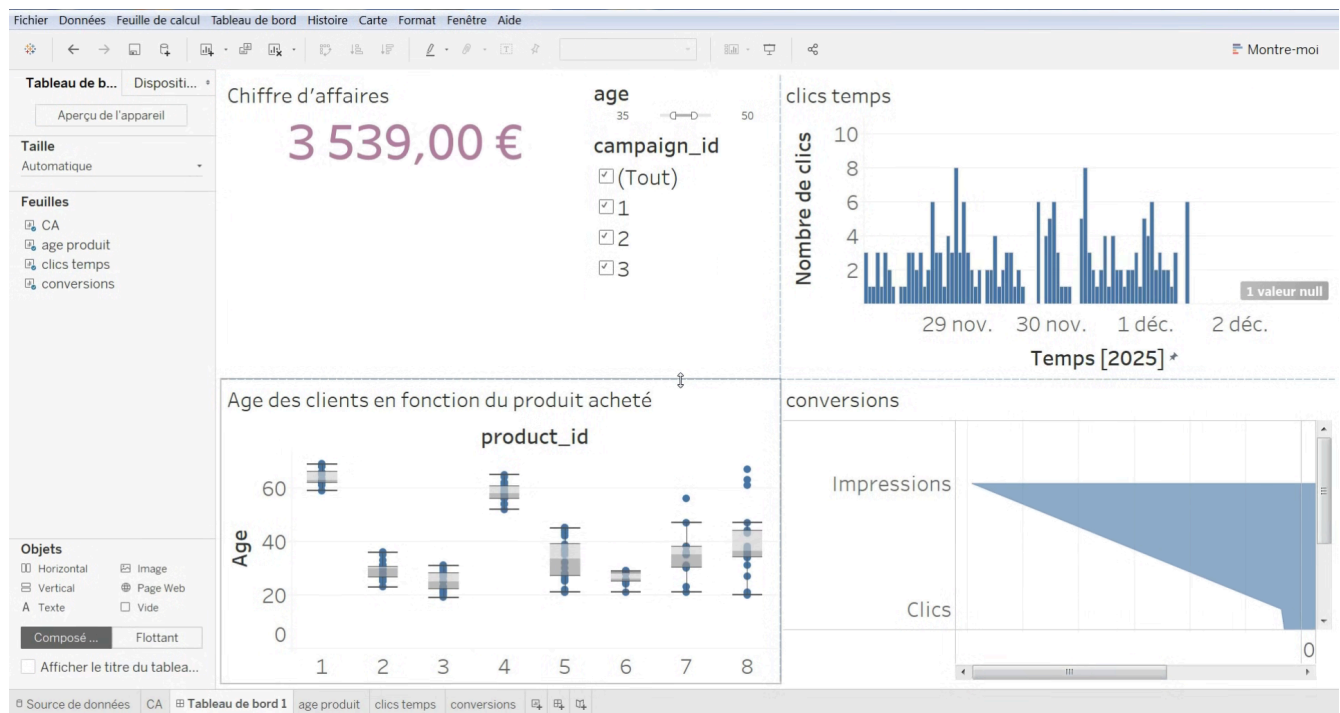 Fichier Données Feuille de calcul Tableau de bord Histoire Carte Format Fenêtre Aide
Montre-moi
Tableau de b... Dispositi...
Aperçu de l'appareil
Taille
Automatique
Feuilles
CA
age produit
clics temps
conversions
Objets
Horizontal Image
Vertical Page Web
A Texte Vide
Composé ... Flottant
Afficher le titre du tablea...
Chiffre d'affaires
3 539,00 €
age
35 50
campaign_id
(Tout)
1
2
3
clics temps
Nombre de clics
10
8
6
4
2
1 valeur null
29 nov. 30 nov. 1 déc. 2 déc.
Temps [2025]
Age des clients en fonction du produit acheté
product_id
Age
60
40
20
0
1 2 3 4 5 6 7 8
conversions
Impressions
Clics
0
Source de données CA Tableau de bord 1 age produit clics temps conversions